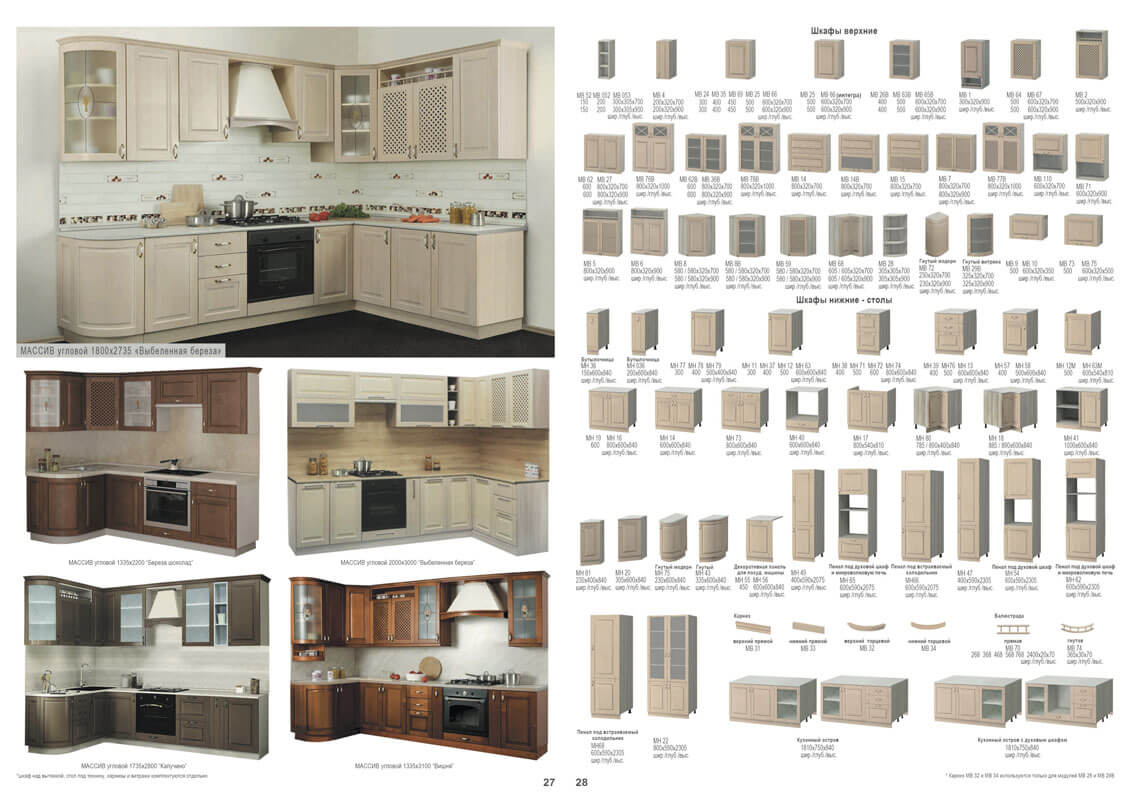 МАССИВ угловой 1800х2735 «Выбеленная береза»
МАССИВ угловой 1335х2200 "Береза шоколад"
МАССИВ угловой 2000х3000 "Выбеленная береза"
МАССИВ угловой 1735х2800 "Капучино"
МАССИВ угловой 1335х3100 "Вишня"
*шкаф над вытяжкой, стол под технику, карнизы и витражи комплектуются отдельно
27
28
Шкафы верхние
МВ 52 МВ 052 МВ 053
150 200 300х305х700
150 200 300х305х900
шир./глуб./выс.
МВ 4
200х320х700
200х320х900
шир./глуб./выс.
МВ 24 МВ 35 МВ 69 МВ 25 МВ 66
300 400 450 500 600х320х700
300 400 450 500 600х320х900
шир./глуб./выс.
МВ 25 МВ 66 (интегра)
500 600х320х700
500 600х320х900
шир./глуб./выс.
МВ 26В МВ 63В МВ 65В
400 500 600х320х700
400 500 600х320х900
шир./глуб./выс.
МВ 1
300х320х900
шир./глуб./выс.
МВ 64 МВ 67
500 600х320х700
500 600х320х900
шир./глуб./выс.
МВ 2
500х320х900
шир./глуб./выс.
МВ 62 МВ 27
600 800х320х700
600 800х320х900
шир./глуб./выс.
МВ 76В
800х320х1000
шир./глуб./выс.
МВ 62В МВ 36В
600 800х320х700
600 800х320х900
шир./глуб./выс.
МВ 78В
800х320х1000
шир./глуб./выс.
МВ 14
800х320х700
шир./глуб./выс.
МВ 14В
800х320х700
шир./глуб./выс.
МВ 15
800х320х700
шир./глуб./выс.
МВ 7
800х320х700
800х320х900
шир./глуб./выс.
МВ 77В
800х320х1000
шир./глуб./выс.
МВ 110
600х320х700
шир./глуб./выс.
МВ 71
600х320х900
шир./глуб./выс.
МВ 5
800х320х900
шир./глуб./выс.
МВ 6
800х320х900
шир./глуб./выс.
МВ 8
580 / 580х320х700
580 / 580х320х900
шир./глуб./выс.
МВ 8В
580 / 580х320х700
580 / 580х320х900
шир./глуб./выс.
МВ 59
580 / 580х320х700
580 / 580х320х900
шир./глуб./выс.
МВ 68
605 / 605х320х700
605 / 605х320х900
шир./глуб./выс.
МВ 28
305х305х700
305х305х900
шир./глуб./выс.
Гнутый модерн
МВ 72
230х320х700
230х320х900
шир./глуб./выс.
Гнутый витрина
МВ 29В
325х320х700
325х320х900
шир./глуб./выс.
МВ 9 МВ 10
500 600х320х350
шир./глуб./выс.
МВ 73 МВ 75
500 600х320х500
шир./глуб./выс.
Шкафы нижние - столы
Бутылочница
МН 36
150х600х840
шир./глуб./выс.
Бутылочница
МН 036
200х600х840
шир./глуб./выс.
МН 77 МН 78 МН 79
300 400 500х400х840
шир./глуб./выс.
МН 11 МН 37 МН 12 МН 63
300 400 500 600х600х840
шир./глуб./выс.
МН 38 МН 71 МН 72 МН 74
400 500 600 800х600х840
шир./глуб./выс.
МН 39 МН76 МН 13
400 500 600х600х840
шир./глуб./выс.
МН 57 МН 58
500 600х600х840
шир./глуб./выс.
МН 12М МН 63М
500 600х540х810
шир./глуб./выс.
МН 19 МН 16
600 800х600х840
шир./глуб./выс.
МН 14
600х600х840
шир./глуб./выс.
МН 73
800х600х840
шир./глуб./выс.
МН 40
600х600х840
шир./глуб./выс.
МН 17
800х540х810
шир./глуб./выс.
МН 80
785 / 890х400х840
шир./глуб./выс.
МН 18
885 / 890х600х840
шир./глуб./выс.
МН 41
1000х600х840
шир./глуб./выс.
МН 81
230х400х840
шир./глуб./выс.
МН 20
305х600х840
шир./глуб./выс.
Гнутый модерн
МН 75
230х600х840
шир./глуб./выс.
Гнутый
МН 43
335х600х840
шир./глуб./выс.
Декоративная панель
для посуд. машины
МН 55 МН 56
450 600х600х840
шир./глуб./выс.
МН 49
400х590х2075
шир./глуб./выс.
Пенал под духовой шкаф
и микроволновую печь
МН 65
600х590х2075
шир./глуб./выс.
Пенал под встраиваемый
холодильник
МН66
600х590х2075
шир./глуб./выс.
МН 47
400х590х2305
шир./глуб./выс.
Пенал под духовой шкаф
МН 54
600х590х2305
шир./глуб./выс.
Пенал под духовой шкаф
и микроволновую печь
МН 62
600х590х2305
шир./глуб./выс.
Пенал под встраиваемый
холодильник
МН68
600х590х2305
шир./глуб./выс.
МН 22
800х590х2305
шир./глуб./выс.
Карниз
верхний прямой
МВ 31
нижний прямой
МВ 33
верхний торцевой
МВ 32
нижний торцевой
МВ 34
Балюстрада
прямая
МВ 70
268 368 468 568 768 2400х20х70
шир./глуб./выс.
гнутая
МВ 74
365х30х70
шир./глуб./выс.
Кухонный остров
1810х750х840
шир./глуб./выс.
Кухонный остров с духовым шкафом
1810х750х840
шир./глуб./выс.
* Карниз МВ 32 и МВ 34 используются только для модулей МВ 28 и МВ 29В